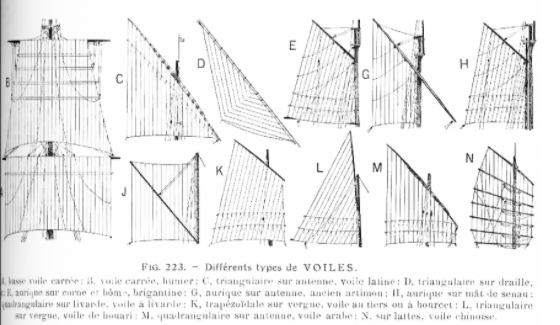 B
C
D
E
G
H
J
K
L
M
N
FIG. 223. – Différents types de VOILES.
basse voile carrée; B. voile carrée, hunier; C, triangulaire sur antenne, voile latine; D, triangulaire sur draille,
E, aurique sur corne et bôme, brigantine; G, aurique sur antenne, ancien artimon; H, aurique sur mât de senau;
quadrangulaire sur livarde, voile à livarde; K, trapézoïdale sur vergue, voile au tiers ou à bourcet; L, triangulaire
sur vergue, voile de houari; M, quadrangulaire sur antenne, voile arabe; N. sur lattes, voile chinoise.